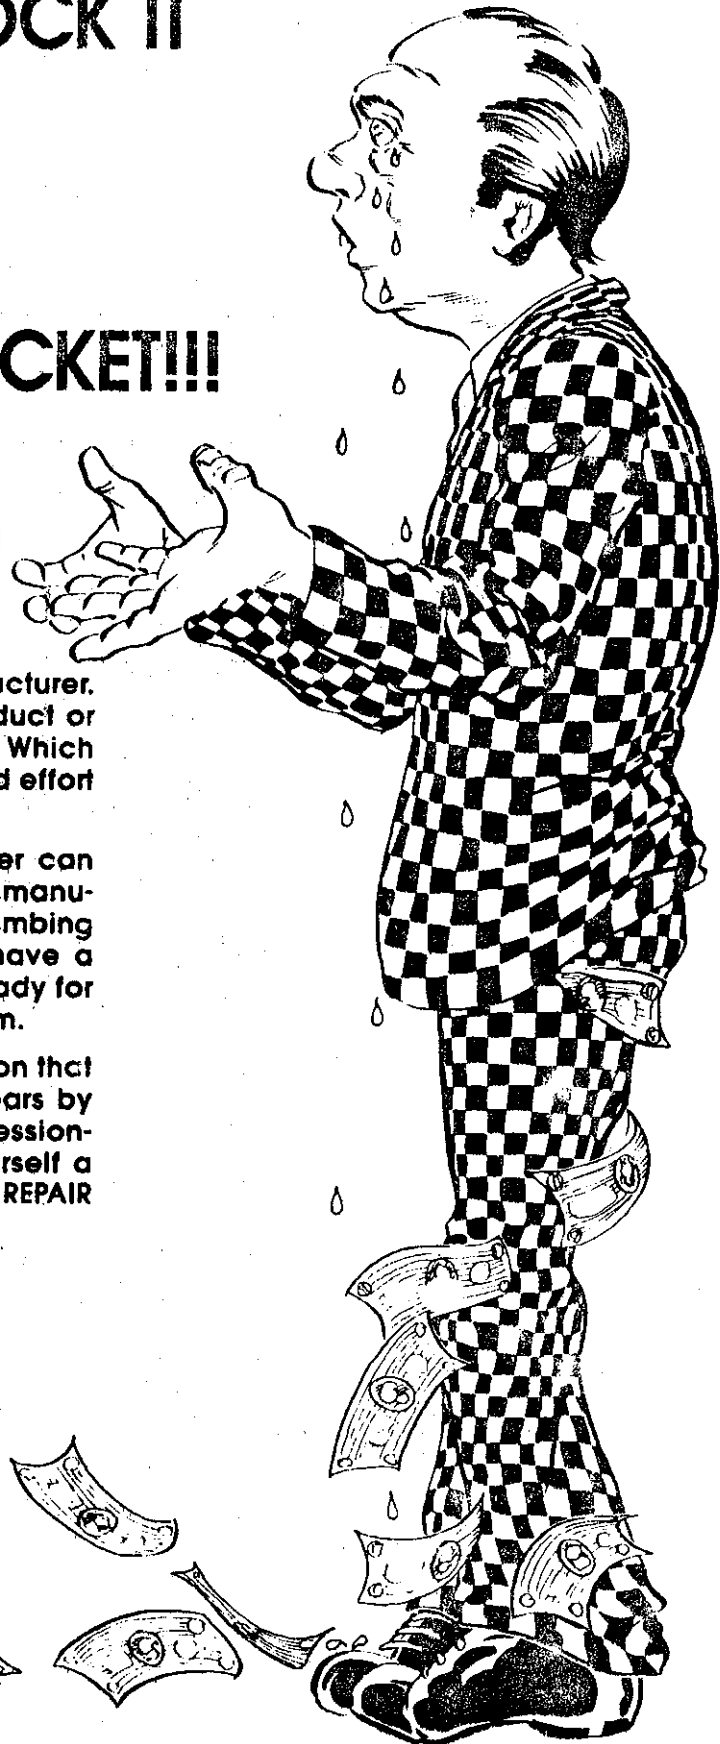 OCK II
CKET!!!
cturer.
duct or
Which
d effort
er can
manu-
mbing
have a
ady for
m.
on that
ars by
ession-
rself a
REPAIR